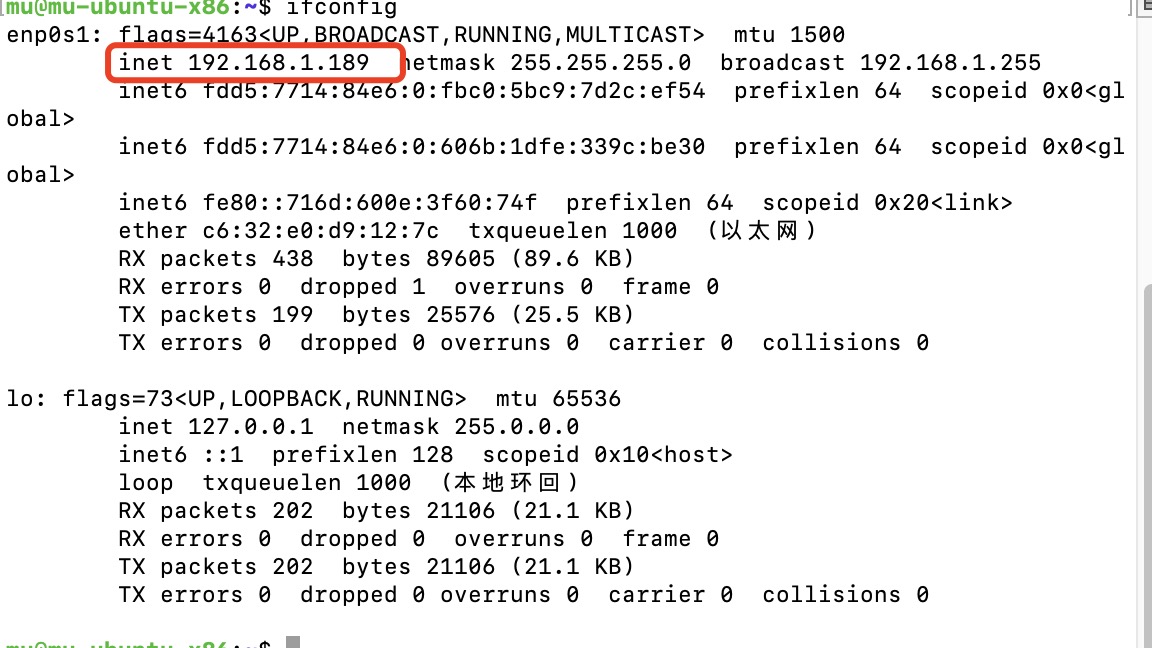 mu@mu-ubuntu-x86:~$ ifconfig
enp0s1: flags=4163<UP,BROADCAST,RUNNING,MULTICAST>  mtu 1500
        inet 192.168.1.189  netmask 255.255.255.0  broadcast 192.168.1.255
        inet6 fdd5:7714:84e6:0:fbc0:5bc9:7d2c:ef54  prefixlen 64  scopeid 0x0<gl
obal>
        inet6 fdd5:7714:84e6:0:606b:1dfe:339c:be30  prefixlen 64  scopeid 0x0<gl
obal>
        inet6 fe80::716d:600e:3f60:74f  prefixlen 64  scopeid 0x20<link>
        ether c6:32:e0:d9:12:7c  txqueuelen 1000  (以太网)
        RX packets 438  bytes 89605 (89.6 KB)
        RX errors 0  dropped 1  overruns 0  frame 0
        TX packets 199  bytes 25576 (25.5 KB)
        TX errors 0  dropped 0 overruns 0  carrier 0  collisions 0

lo: flags=73<UP,LOOPBACK,RUNNING>  mtu 65536
        inet 127.0.0.1  netmask 255.0.0.0
        inet6 ::1  prefixlen 128  scopeid 0x10<host>
        loop  txqueuelen 1000  (本地环回)
        RX packets 202  bytes 21106 (21.1 KB)
        RX errors 0  dropped 0  overruns 0  frame 0
        TX packets 202  bytes 21106 (21.1 KB)
        TX errors 0  dropped 0 overruns 0  carrier 0  collisions 0

mu@mu-ubuntu-x86:~$